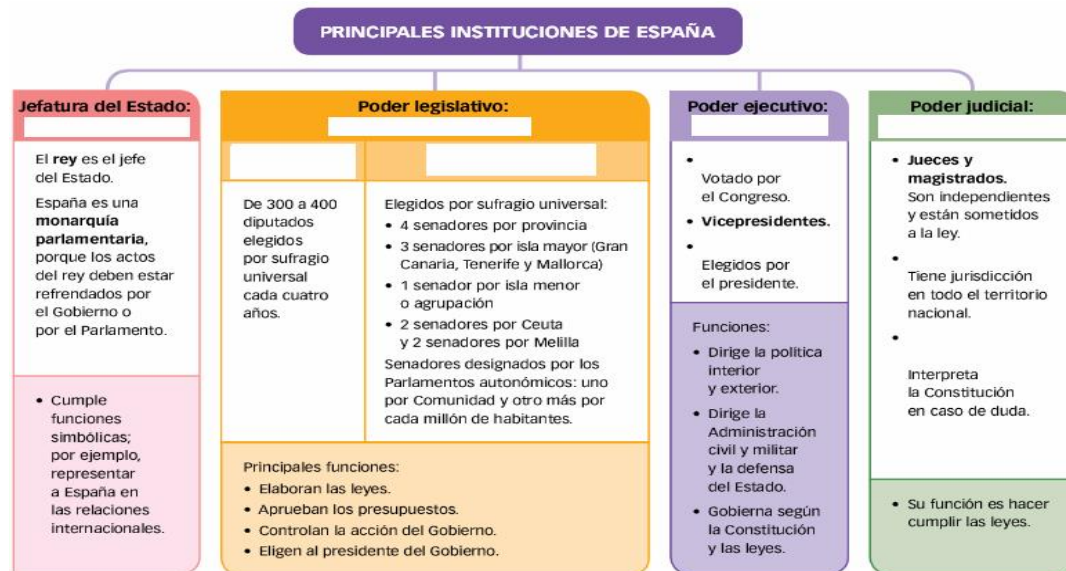 PRINCIPALES INSTITUCIONES DE ESPAÑA
Jefatura del Estado:
El rey es el jefe
del Estado.
España es una
monarquía
parlamentaria,
porque los actos
del rey deben estar
refrendados por
el Gobierno o
por el Parlamento.
• Cumple
funciones
simbólicas;
por ejemplo,
representar
a España en
las relaciones
internacionales.
Poder legislativo:
De 300 a 400
diputados
elegidos
por sufragio
universal
cada cuatro
años.
Elegidos por sufragio universal:
• 4 senadores por provincia
• 3 senadores por isla mayor (Gran
Canaria, Tenerife y Mallorca)
• 1 senador por isla menor
o agrupación
• 2 senadores por Ceuta
y 2 senadores por Melilla
Senadores designados por los
Parlamentos autonómicos: uno
por Comunidad y otro más por
cada millón de habitantes.
Principales funciones:
• Elaboran las leyes.
• Aprueban los presupuestos.
• Controlan la acción del Gobierno.
• Eligen al presidente del Gobierno.
Poder ejecutivo:
•
Votado por
el Congreso.
• Vicepresidentes.
•
Elegidos por
el presidente.
Funciones:
• Dirige la política
interior
y exterior.
• Dirige la
Administración
civil y militar
y la defensa
del Estado.
• Gobierna según
la Constitución
y las leyes.
Poder judicial:
• Jueces y
magistrados.
Son independientes
y están sometidos
a la ley.
•
Tiene jurisdicción
en todo el territorio
nacional.
•
Interpreta
la Constitución
en caso de duda.
• Su función es hacer
cumplir las leyes.